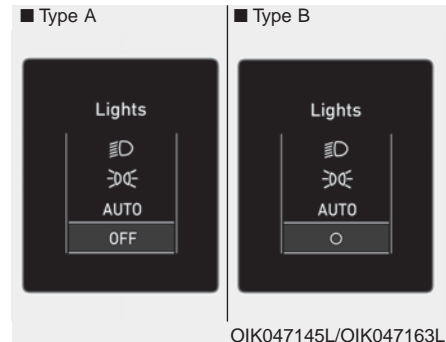 ■ Type A
■ Type B
Lights
AUTO
OFF
Lights
AUTO
OIK047145L/OIK047163L